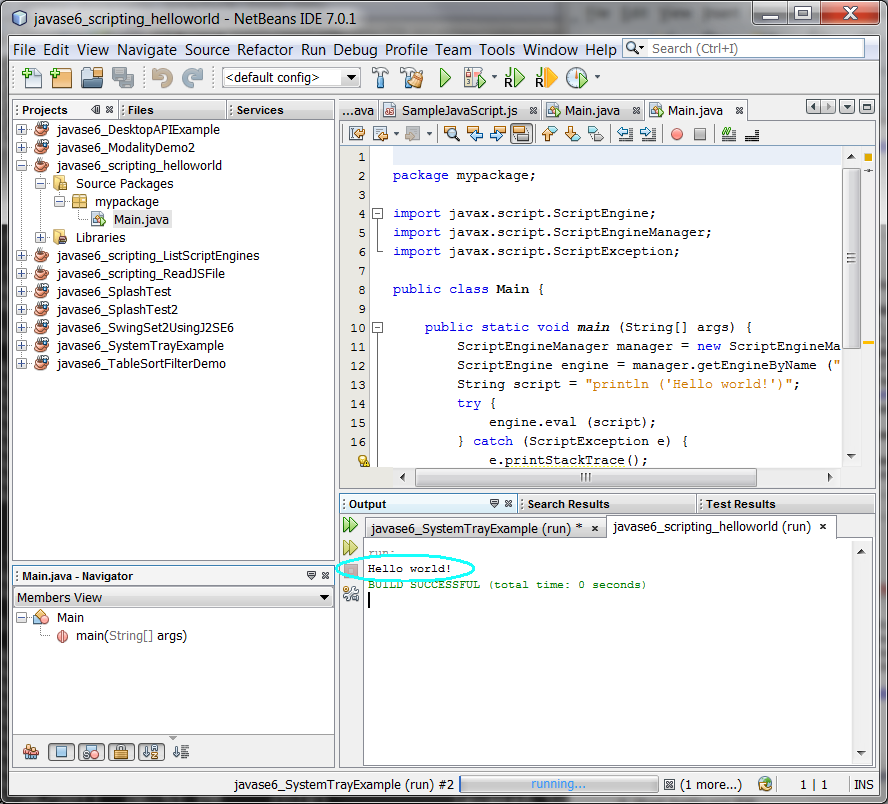 javase6_scripting_helloworld - NetBeans IDE 7.0.1
File Edit View Navigate Source Refactor Run Debug Profile Team Tools Window Help Search (Ctrl+I)
<default config>
Projects Files Services
javase6_DesktopAPIExample
javase6_ModalityDemo2
javase6_scripting_helloworld
Source Packages
mypackage
Main.java
Libraries
javase6_scripting_ListScriptEngines
javase6_scripting_ReadJSFile
javase6_SplashTest
javase6_SplashTest2
javase6_SwingSet2UsingJ2SE6
javase6_SystemTrayExample
javase6_TableSortFilterDemo
Main.java - Navigator
Members View
Main
main(String[] args)
...ava SampleJavaScript.js Main.java Main.java
1
2 package mypackage;
3
4 import javax.script.ScriptEngine;
5 import javax.script.ScriptEngineManager;
6 import javax.script.ScriptException;
7
8 public class Main {
9
10 public static void main (String[] args) {
11 ScriptEngineManager manager = new ScriptEngineMa
12 ScriptEngine engine = manager.getEngineByName ("
13 String script = "println ('Hello world!')";
14 try {
15 engine.eval (script);
16 } catch (ScriptException e) {
e.printStackTrace();
Output Search Results Test Results
javase6_SystemTrayExample (run) * javase6_scripting_helloworld (run)
run:
Hello world!
BUILD SUCCESSFUL (total time: 0 seconds)
javase6_SystemTrayExample (run) #2 running... (1 more...) 1 | 1 INS